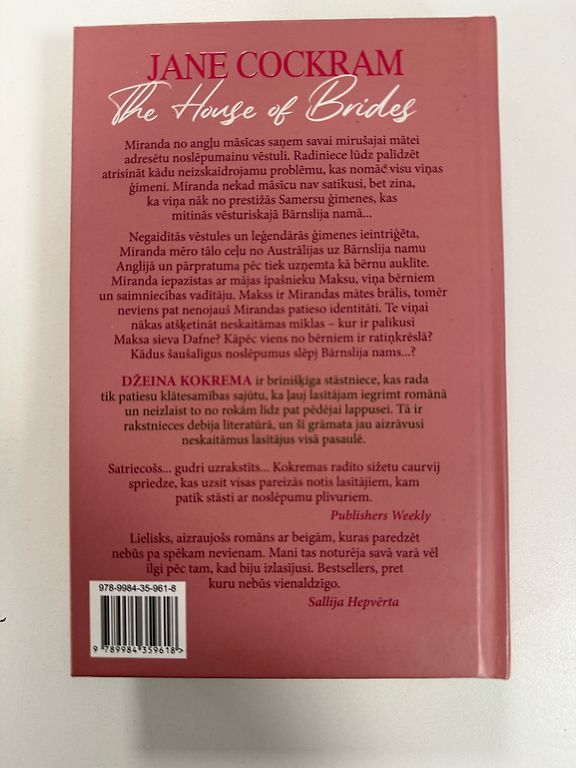 JANE COCKRAM
The House of Brides
Miranda no angļu māsīcas saņem savai mirušajai mātei
adresētu noslēpumainu vēstuli. Radiniece lūdz palīdzēt
atrisināt kādu neizskaidrojamu problēmu, kas nomāc visu viņas
ģimeni. Miranda nekad māsīcu nav satikusi, bet zina,
ka viņa nāk no prestižās Samersu ģimenes, kas
mitinās vēsturiskajā Bārnslija namā...
Negaidītās vēstules un leģendārās ģimenes ieintriģēta,
Miranda mēro tālo ceļu no Austrālijas uz Bārnslija namu
Anglijā un pārpratuma pēc tiek uzņemta kā bērnu auklīte.
Miranda iepazīstas ar mājas īpašnieku Maksu, viņa bērniem
un saimniecības vadītāju. Makss ir Mirandas mātes brālis, tomēr
neviens pat nenojauš Mirandas patieso identitāti. Te viņai
nākas atšķetināt neskaitāmas mīklas – kur ir palikusi
Maksa sieva Dafne? Kāpēc viens no bērniem ir ratiņkrēslā?
Kādus šaušalīgus noslēpumus slēpj Bārnslija nams...?
DŽEINA KOKREMA ir brīnišķīga stāstniece, kas rada
tik patiesu klātesamības sajūtu, ka ļauj lasītājam iegrimt romānā
un neizlaist to no rokām līdz pat pēdējai lappusei. Tā ir
rakstnieces debija literatūrā, un šī grāmata jau aizrāvusi
neskaitāmus lasītājus visā pasaulē.
Satriecošs... gudri uzrakstīts... Kokremas radīto sižetu caurvij
spriedze, kas uzsit visas pareizās notis lasītājiem, kam
patīk stāsti ar noslēpumu plīvuriem.
Publishers Weekly
Lielisks, aizraujošs romāns ar beigām, kuras paredzēt
nebūs pa spēkam nevienam. Mani tas noturēja savā varā vēl
ilgi pēc tam, kad biju izlasījusi. Bestsellers, pret
kuru nebūs vienaldzīgo.
Sallija Hepvērta
978-9984-35-961-8
9 789984 359618 >